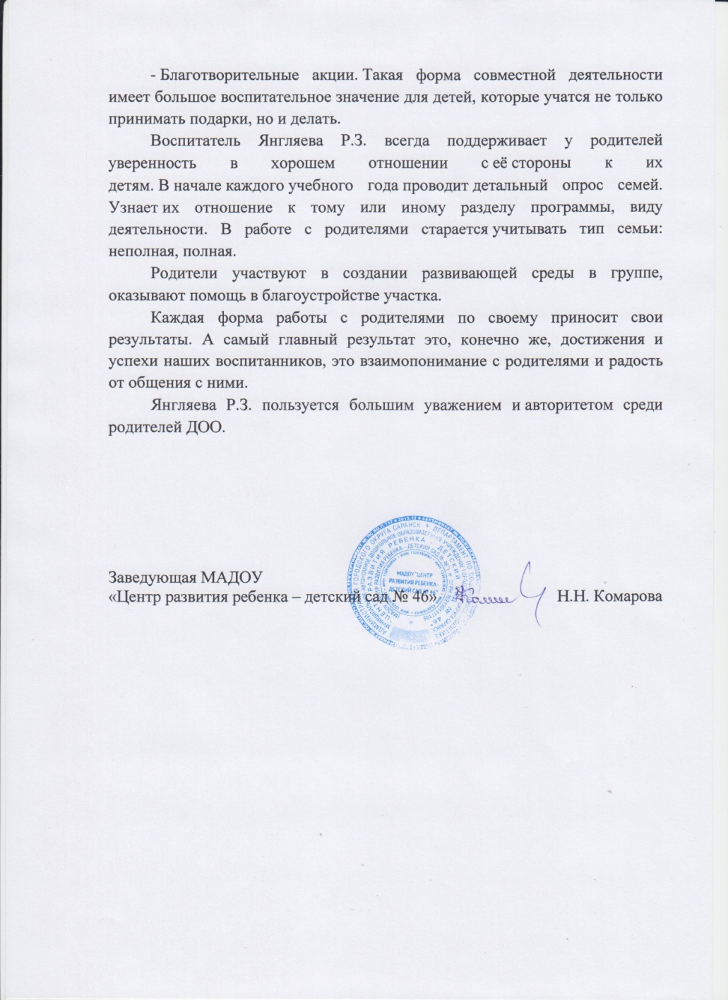 - Благотворительные акции. Такая форма совместной деятельности
имеет большое воспитательное значение для детей, которые учатся не только
принимать подарки, но и делать.
Воспитатель Янгляева Р.З. всегда поддерживает у родителей
уверенность в хорошем отношении с её стороны к их
детям. В начале каждого учебного года проводит детальный опрос семей.
Узнает их отношение к тому или иному разделу программы, виду
деятельности. В работе с родителями старается учитывать тип семьи:
неполная, полная.
Родители участвуют в создании развивающей среды в группе,
оказывают помощь в благоустройстве участка.
Каждая форма работы с родителями по своему приносит свои
результаты. А самый главный результат это, конечно же, достижения и
успехи наших воспитанников, это взаимопонимание с родителями и радость
от общения с ними.
Янгляева Р.З. пользуется большим уважением и авторитетом среди
родителей ДОО.
ГОРОДСКОГО ОКРУГА САРАНСК * ДЕПАРТАМЕНТ ПО
РАЗВИТИЯ РЕБЕНКА - ДЕТСКИЙ
МАДОУ "ЦЕНТР
РАЗВИТИЯ РЕБЕНКА -
ДЕТСКИЙ САД № 46"
Заведующая МАДОУ
«Центр развития ребенка – детский сад № 46» Н.Н. Комарова